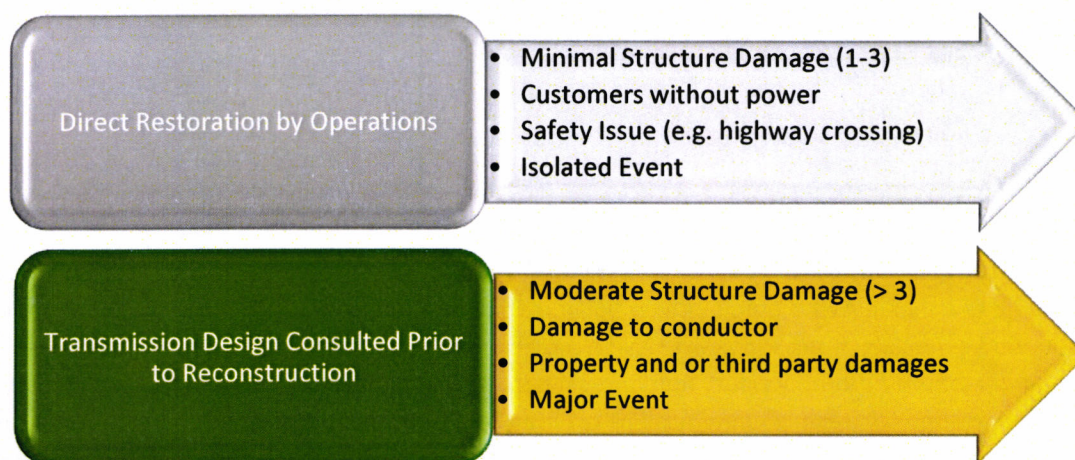 Direct Restoration by Operations
• Minimal Structure Damage (1-3)
• Customers without power
• Safety Issue (e.g. highway crossing)
• Isolated Event
Transmission Design Consulted Prior
to Reconstruction
• Moderate Structure Damage (> 3)
• Damage to conductor
• Property and or third party damages
• Major Event